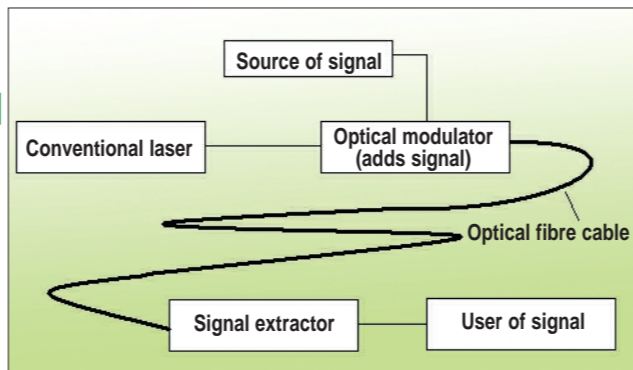 Source of signal
Conventional laser
Optical modulator
(adds signal)
Optical fibre cable
Signal extractor
User of signal